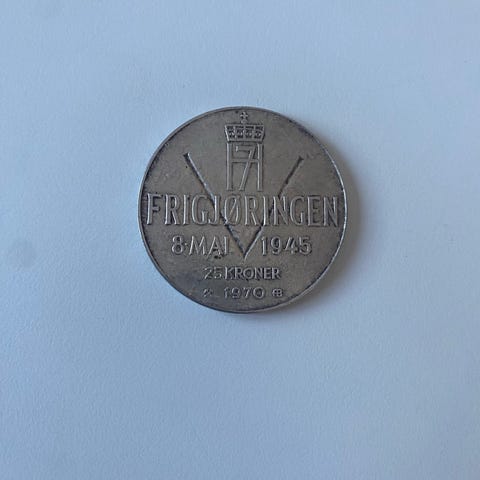 FRIGJØRINGEN
8·MAI 1945
25 KRONER
1970